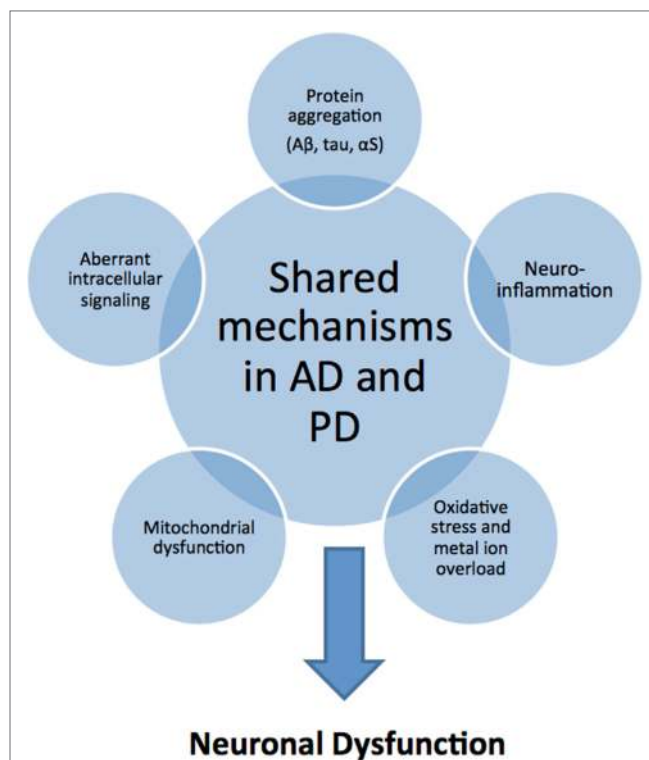 Protein
aggregation
(Aβ, tau, αS)
Aberrant
intracellular
signaling
Neuro-
inflammation
Shared
mechanisms
in AD and
PD
Mitochondrial
dysfunction
Oxidative
stress and
metal ion
overload
Neuronal Dysfunction